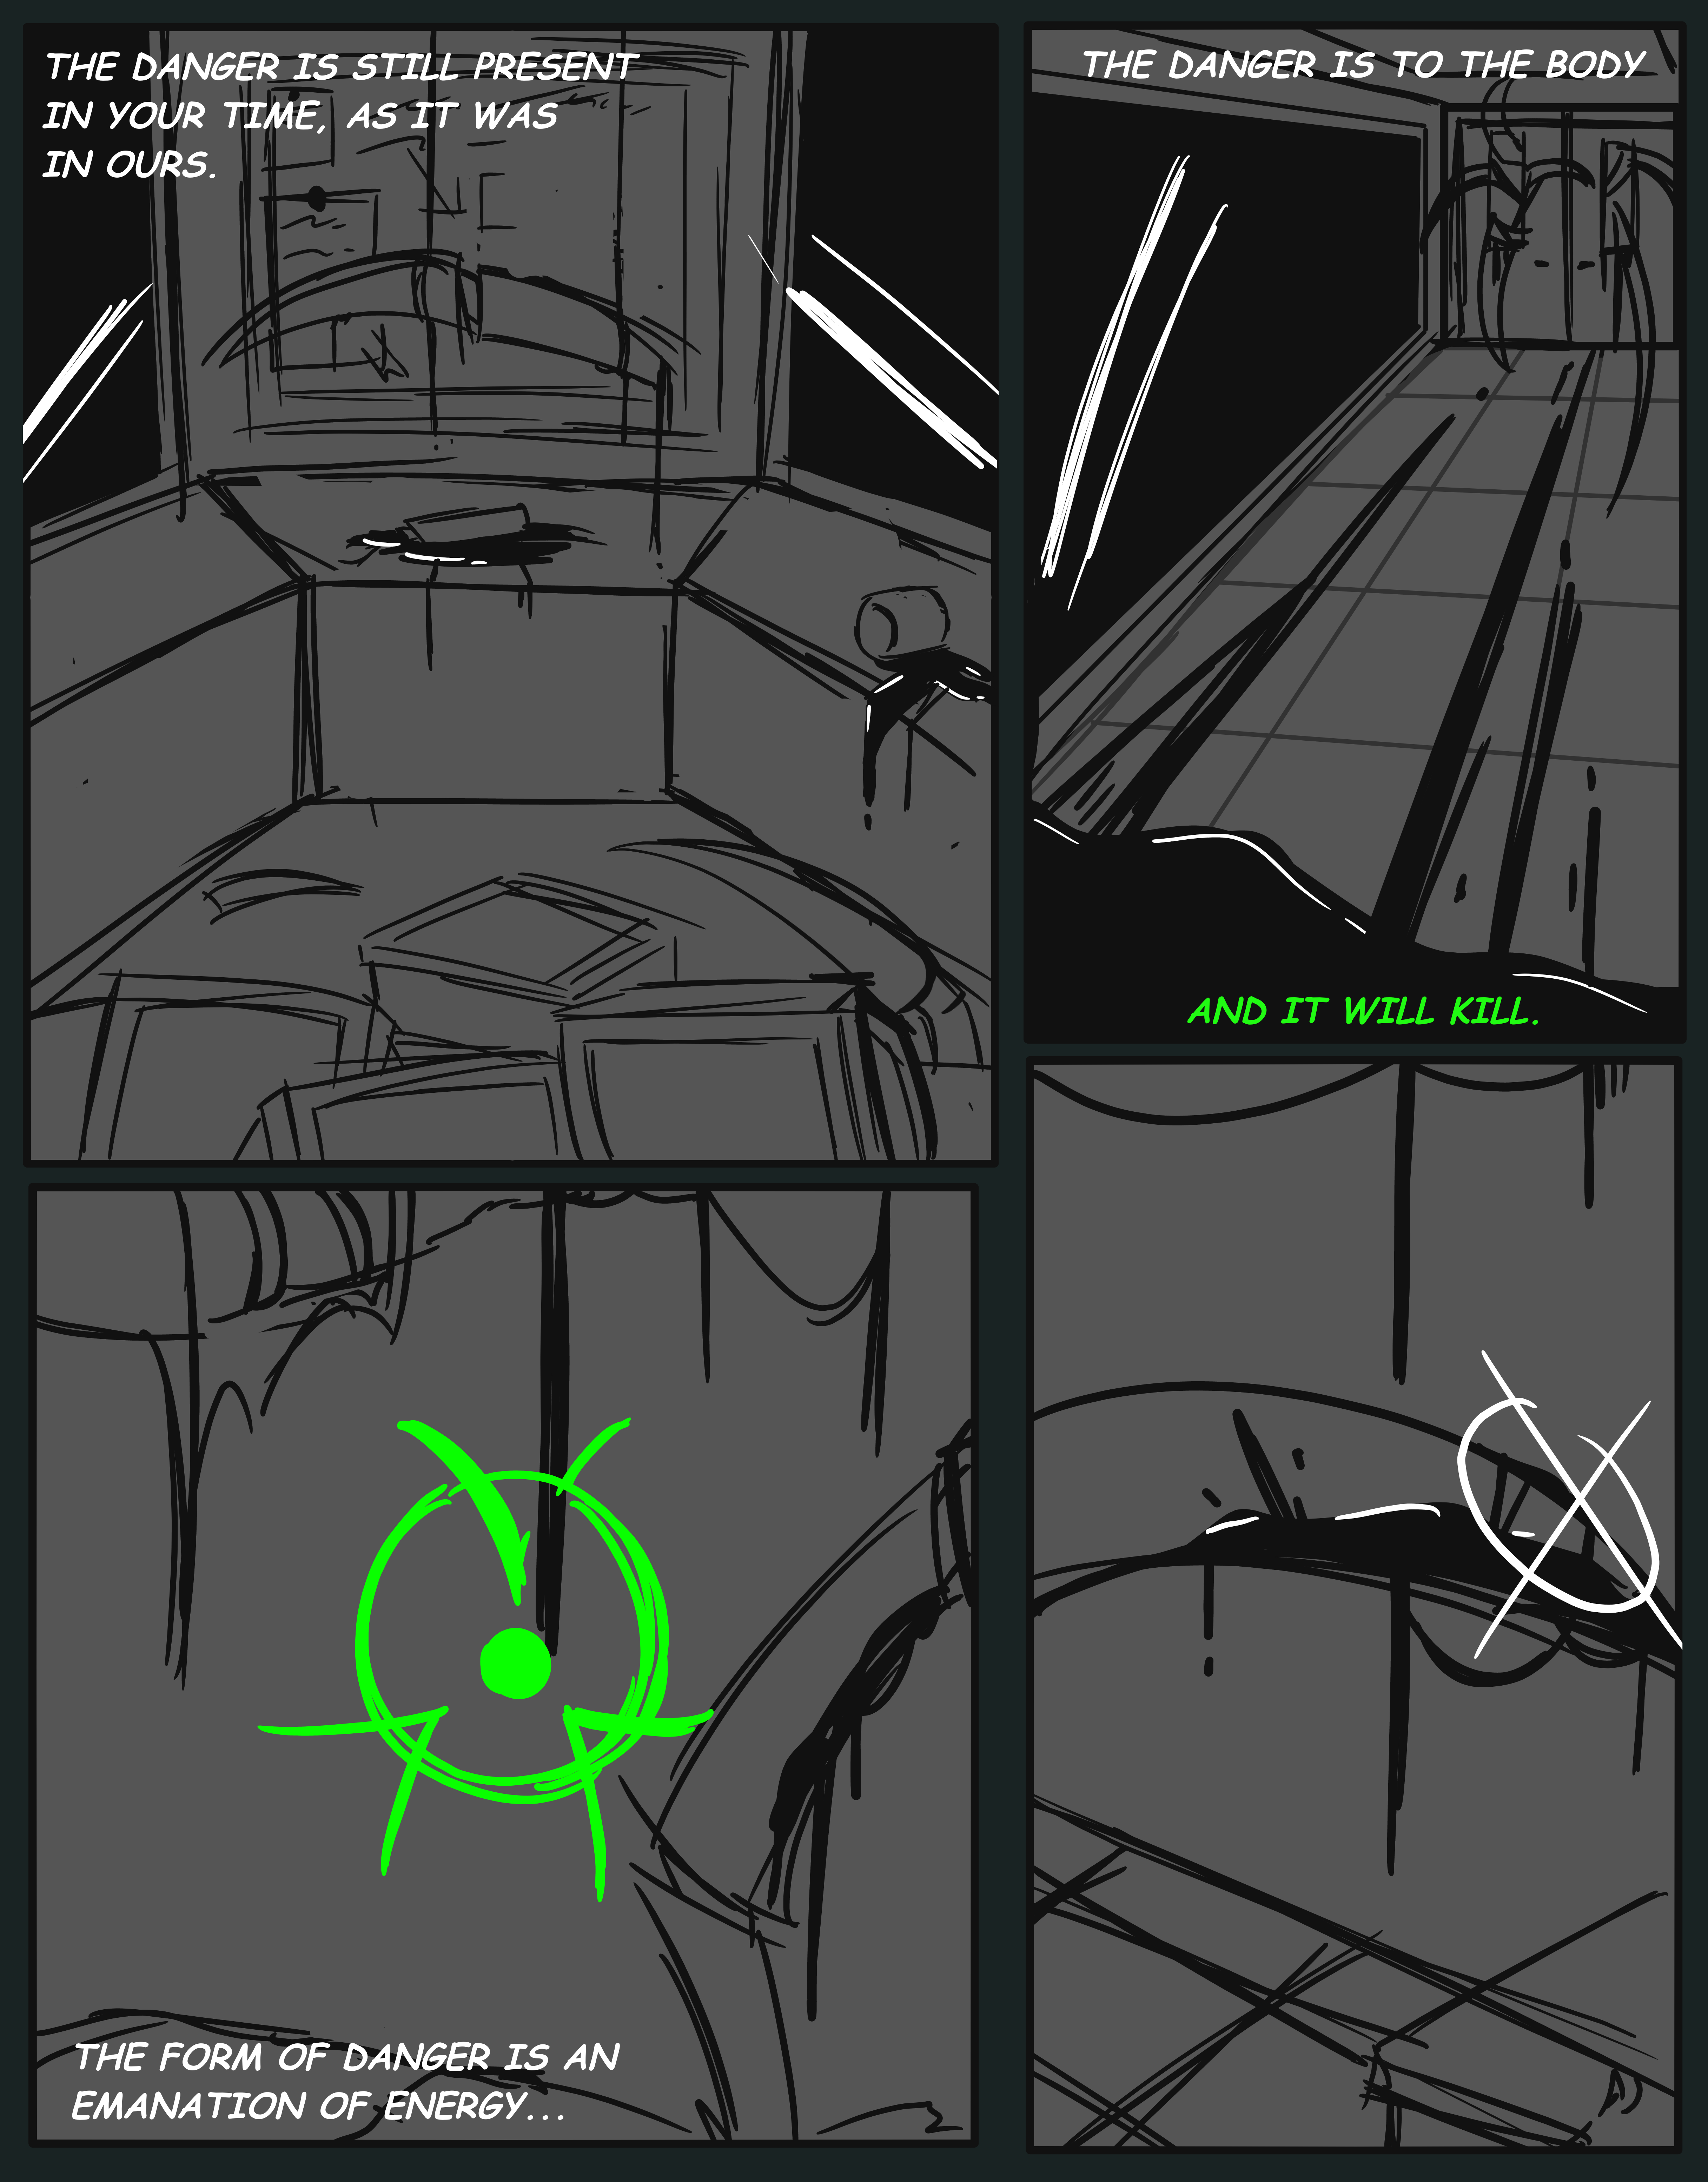 THE DANGER IS STILL PRESENT
IN YOUR TIME, AS IT WAS
IN OURS.
THE DANGER IS TO THE BODY
AND IT WILL KILL.
THE FORM OF DANGER IS AN
EMANATION OF ENERGY...